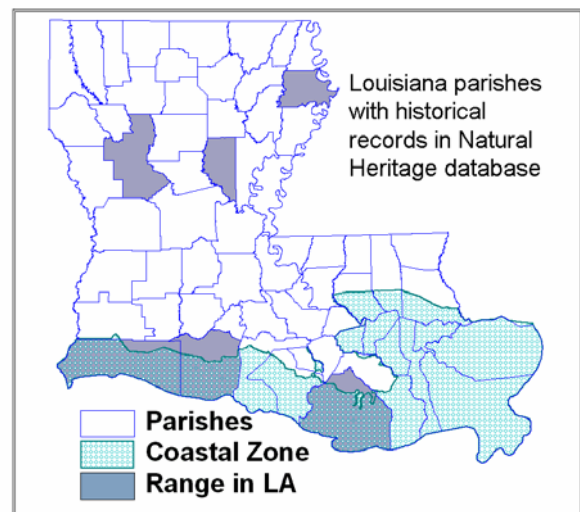 Louisiana parishes
with historical
records in Natural
Heritage database
Parishes
Coastal Zone
Range in LA